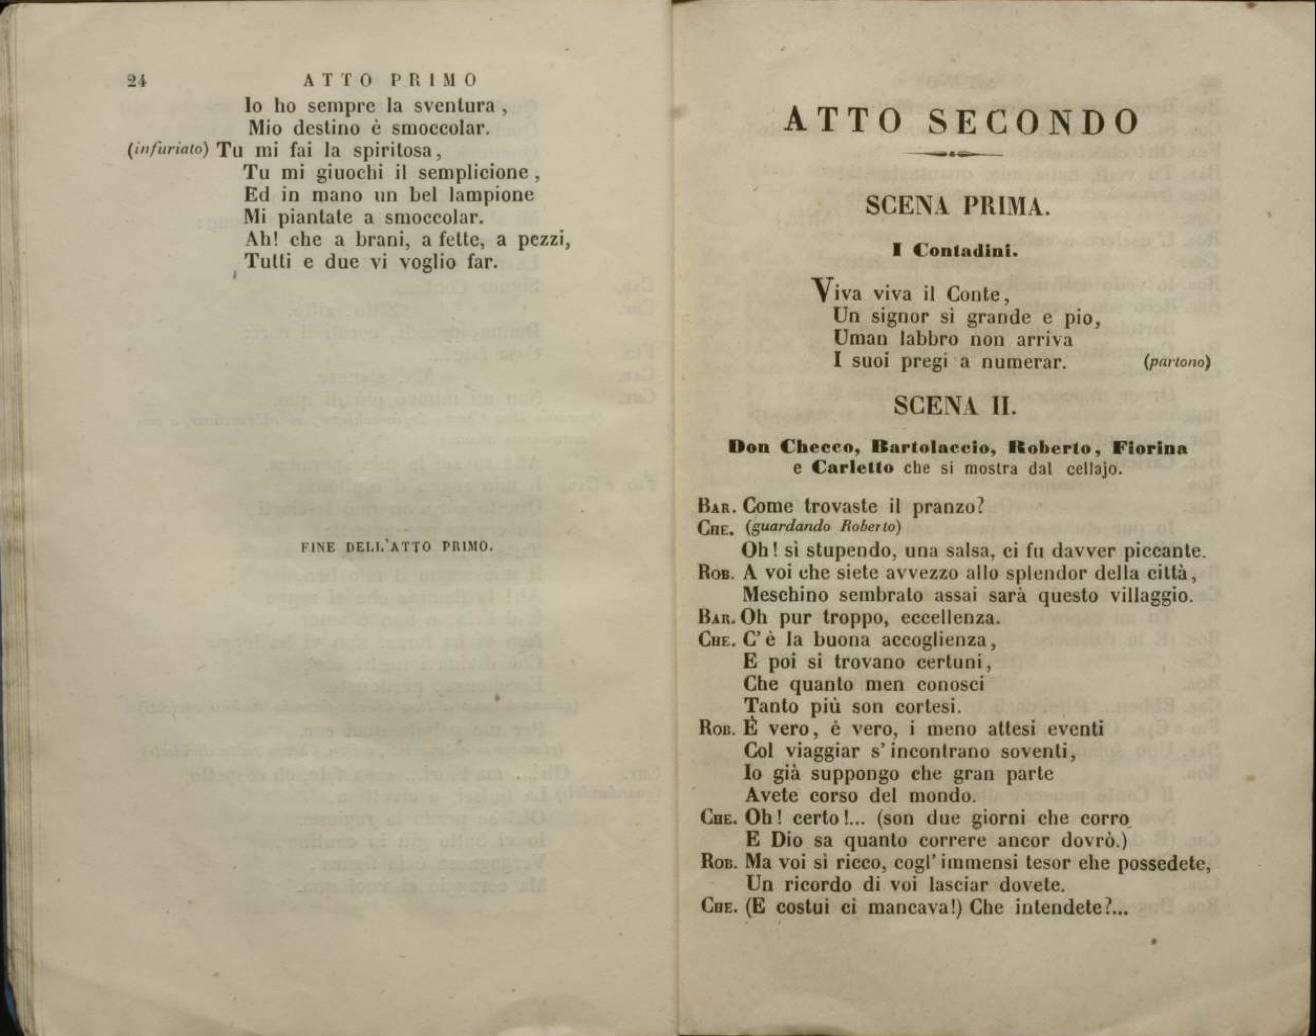 24 ATTO PRIMO
Io ho sempre la sventura,
Mio destino è smoccolar.
(infuriato) Tu mi fai la spiritosa,
Tu mi giuochi il semplicione,
Ed in mano un bel lampione
Mi piantate a smoccolar.
Ah! che a brani, a fette, a pezzi,
Tutti e due vi voglio far.
FINE DELL'ATTO PRIMO.
ATTO SECONDO
SCENA PRIMA.
I Contadini.
Viva viva il Conte,
Un signor sì grande e pio,
Uman labbro non arriva
I suoi pregi a numerar. (partono)
SCENA II.
Don Checco, Bartolaccio, Roberto, Fiorina
e Carletto che si mostra dal cellajo.
BAR. Come trovaste il pranzo?
CHE. (guardando Roberto)
Oh! sì stupendo, una salsa, ci fu davver piccante.
ROB. A voi che siete avvezzo allo splendor della città,
Meschino sembrato assai sarà questo villaggio.
BAR. Oh pur troppo, eccellenza.
CHE. C'è la buona accoglienza,
E poi si trovano certuni,
Che quanto men conosci
Tanto più son cortesi.
ROB. È vero, è vero, i meno attesi eventi
Col viaggiar s'incontrano soventi,
Io già suppongo che gran parte
Avete corso del mondo.
CHE. Oh! certo!... (son due giorni che corro
E Dio sa quanto correre ancor dovrò.)
ROB. Ma voi sì ricco, cogl'immensi tesor che possedete,
Un ricordo di voi lasciar dovete.
CHE. (E costui ci mancava!) Che intendete?...